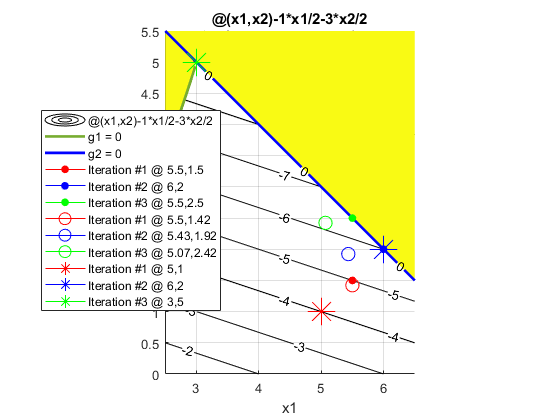 @(x1,x2)-1*x1/2-3*x2/2
5.5
5
4.5
0
@(x1,x2)-1*x1/2-3*x2/2
g1 = 0
g2 = 0
Iteration #1 @ 5.5,1.5
Iteration #2 @ 6,2
Iteration #3 @ 5.5,2.5
Iteration #1 @ 5.5,1.42
Iteration #2 @ 5.43,1.92
Iteration #3 @ 5.07,2.42
Iteration #1 @ 5,1
Iteration #2 @ 6,2
Iteration #3 @ 3,5
0
-7
-6
-5
0
-5
-4
-4
-3
-3
-2
1
0.5
0
3
4
5
6
x1